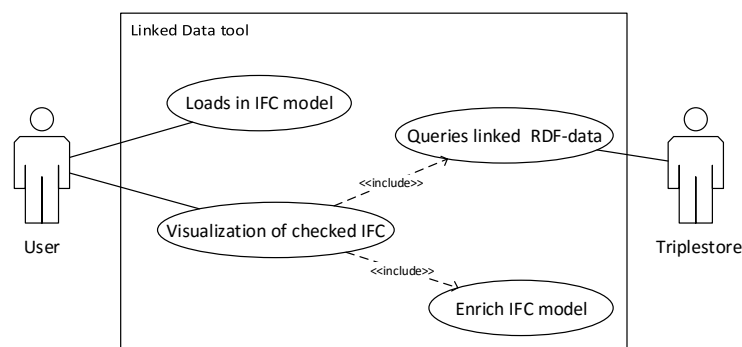 Linked Data tool
Loads in IFC model
Queries linked RDF-data
<<include>>
User
Visualization of checked IFC
Triplestore
<<include>>
Enrich IFC model